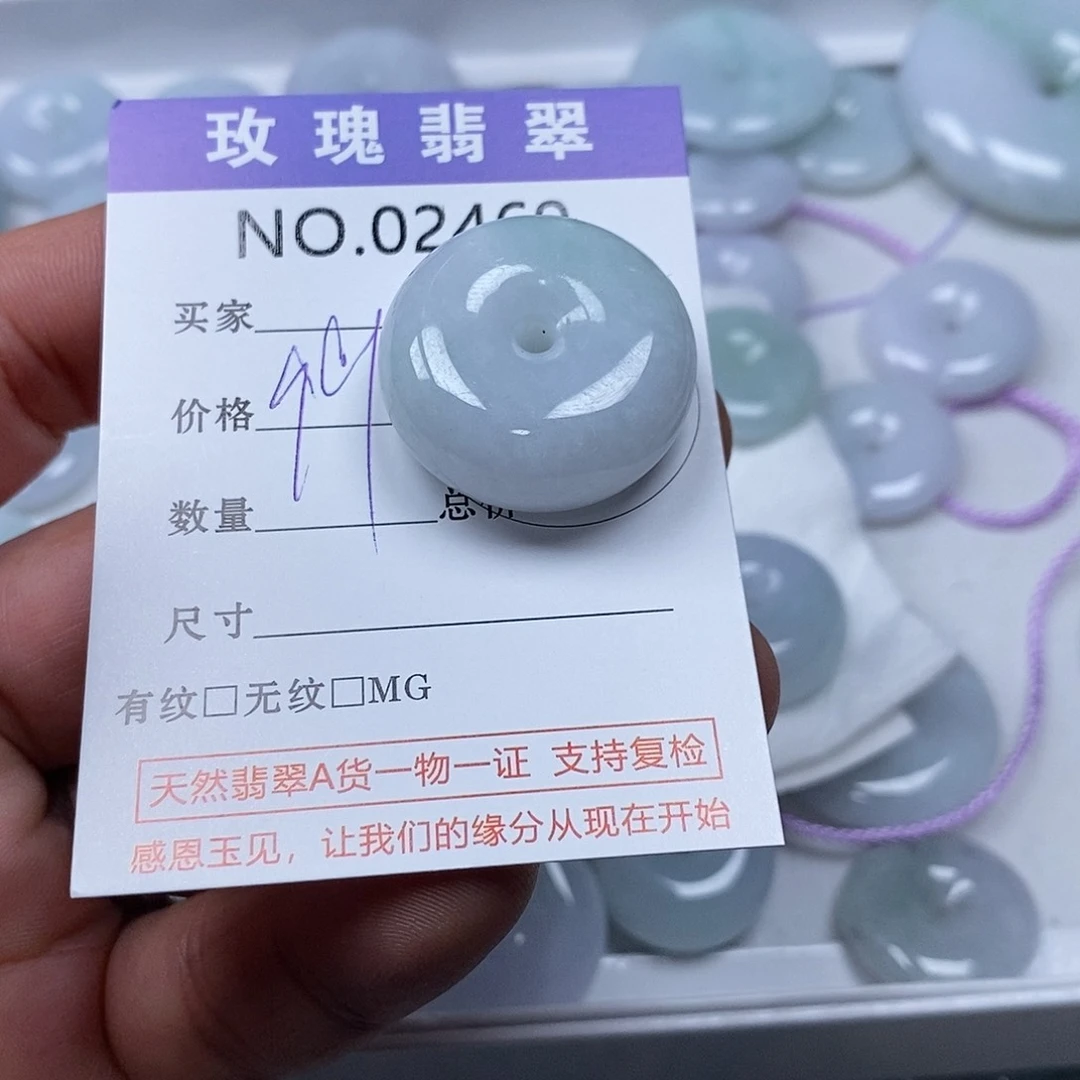 玫瑰翡翠
NO.02469
买家
价格
数量 总价
尺寸
有纹□无纹□MG
天然翡翠A货一物一证 支持复检
感恩玉见，让我们的缘分从现在开始